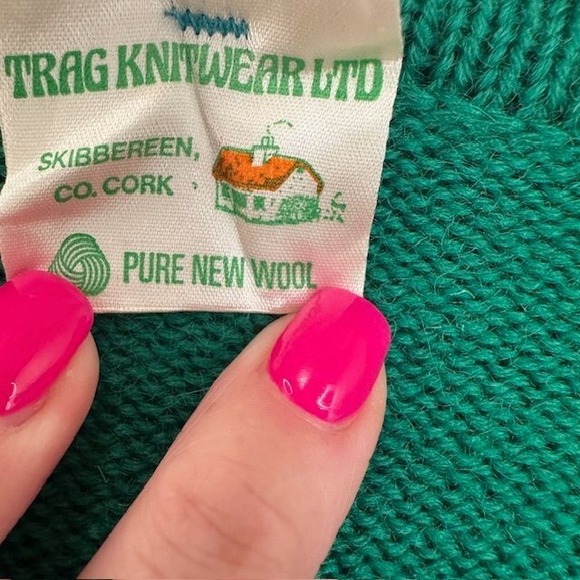 TRAG KNITWEAR LTD
SKIBBEREEN,
CO. CORK
PURE NEW WOOL